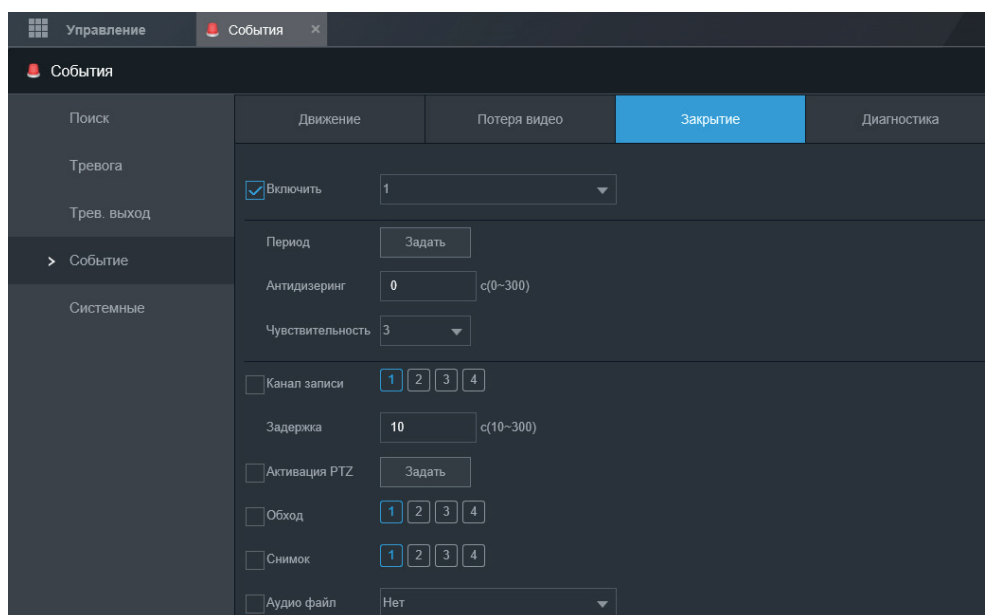 Управление
События ×
События
Поиск
Тревога
Трев. выход
> Событие
Системные
Движение Потеря видео Закрытие Диагностика
Включить 1
Период Задать
Антидизеринг 0 с(0~300)
Чувствительность 3
Канал записи 1 2 3 4
Задержка 10 с(10~300)
Активация PTZ Задать
Обход 1 2 3 4
Снимок 1 2 3 4
Аудио файл Нет